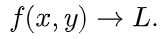 f(x, y) → L.